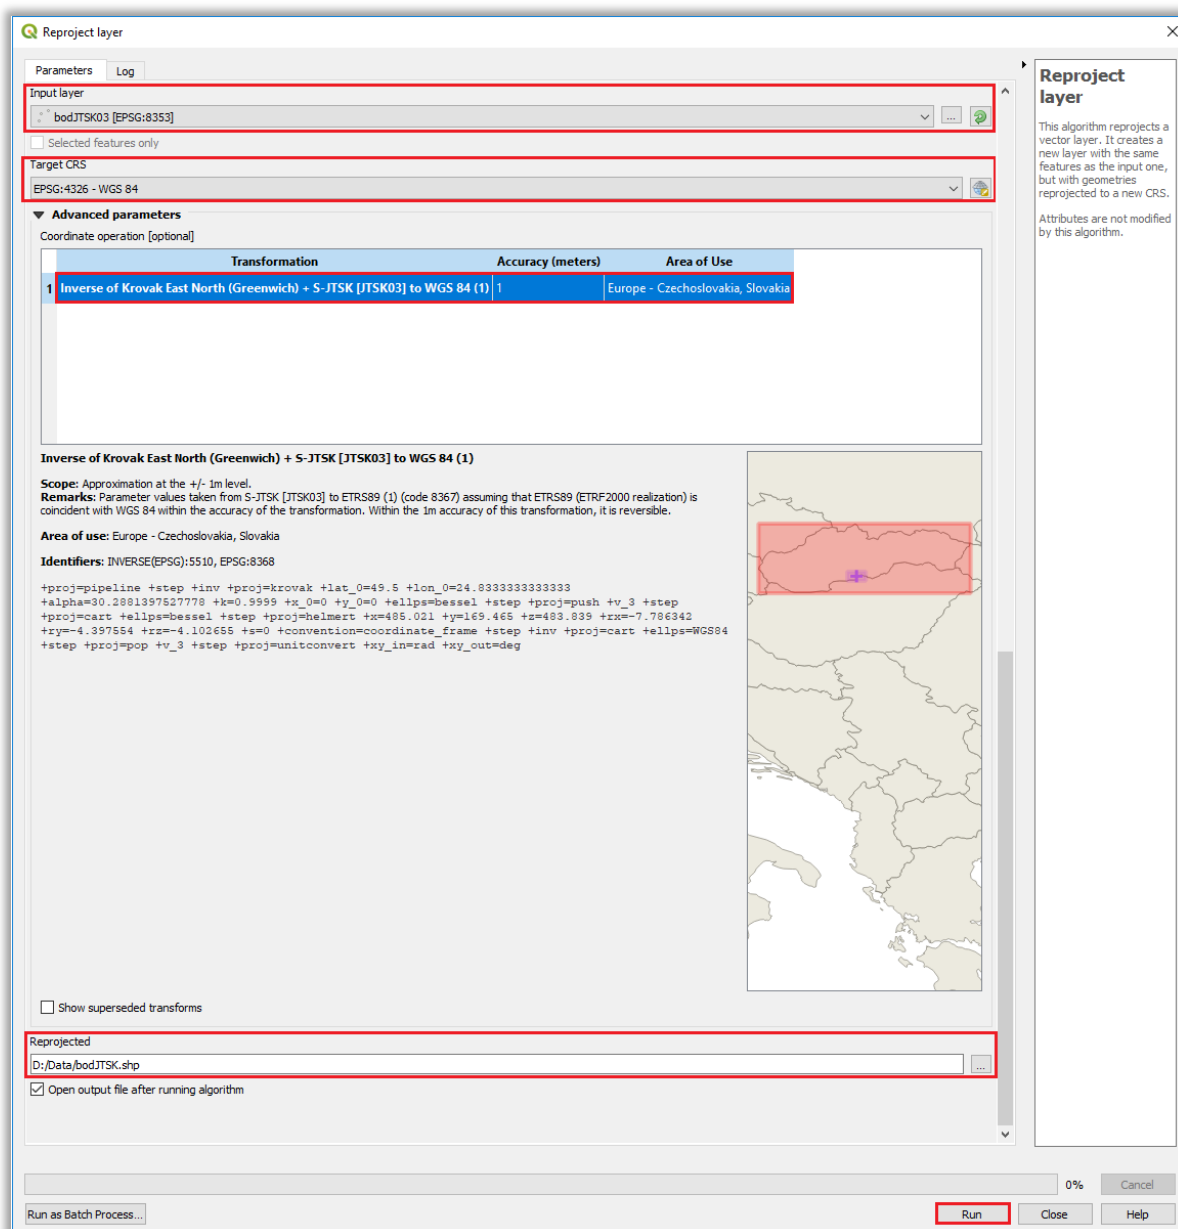 Reproject layer
Parameters
Log
Input layer
bodJTSK03 [EPSG:8353]
...
Selected features only
Target CRS
EPSG:4326 - WGS 84
Advanced parameters
Coordinate operation [optional]
Transformation Accuracy (meters) Area of Use
1 Inverse of Krovak East North (Greenwich) + S-JTSK [JTSK03] to WGS 84 (1) 1 Europe - Czechoslovakia, Slovakia
Inverse of Krovak East North (Greenwich) + S-JTSK [JTSK03] to WGS 84 (1)
Scope: Approximation at the +/- 1m level.
Remarks: Parameter values taken from S-JTSK [JTSK03] to ETRS89 (1) (code 8367) assuming that ETRS89 (ETRF2000 realization) is
coincident with WGS 84 within the accuracy of the transformation. Within the 1m accuracy of this transformation, it is reversible.
Area of use: Europe - Czechoslovakia, Slovakia
Identifiers: INVERSE(EPSG):5510, EPSG:8368
+proj=pipeline +step +inv +proj=krovak +lat_0=49.5 +lon_0=24.8333333333333
+alpha=30.2881397527778 +k=0.9999 +x_0=0 +y_0=0 +ellps=bessel +step +proj=push +v_3 +step
+proj=cart +ellps=bessel +step +proj=helmert +x=485.021 +y=169.465 +z=483.839 +rx=-7.786342
+ry=-4.397554 +rz=-4.102655 +s=0 +convention=coordinate_frame +step +inv +proj=cart +ellps=WGS84
+step +proj=pop +v_3 +step +proj=unitconvert +xy_in=rad +xy_out=deg
Show superseded transforms
Reprojected
D:/Data/bodJTSK.shp
...
Open output file after running algorithm
Reproject
layer
This algorithm reprojects a
vector layer. It creates a
new layer with the same
features as the input one,
but with geometries
reprojected to a new CRS.
Attributes are not modified
by this algorithm.
0%
Cancel
Run as Batch Process...
Run
Close
Help